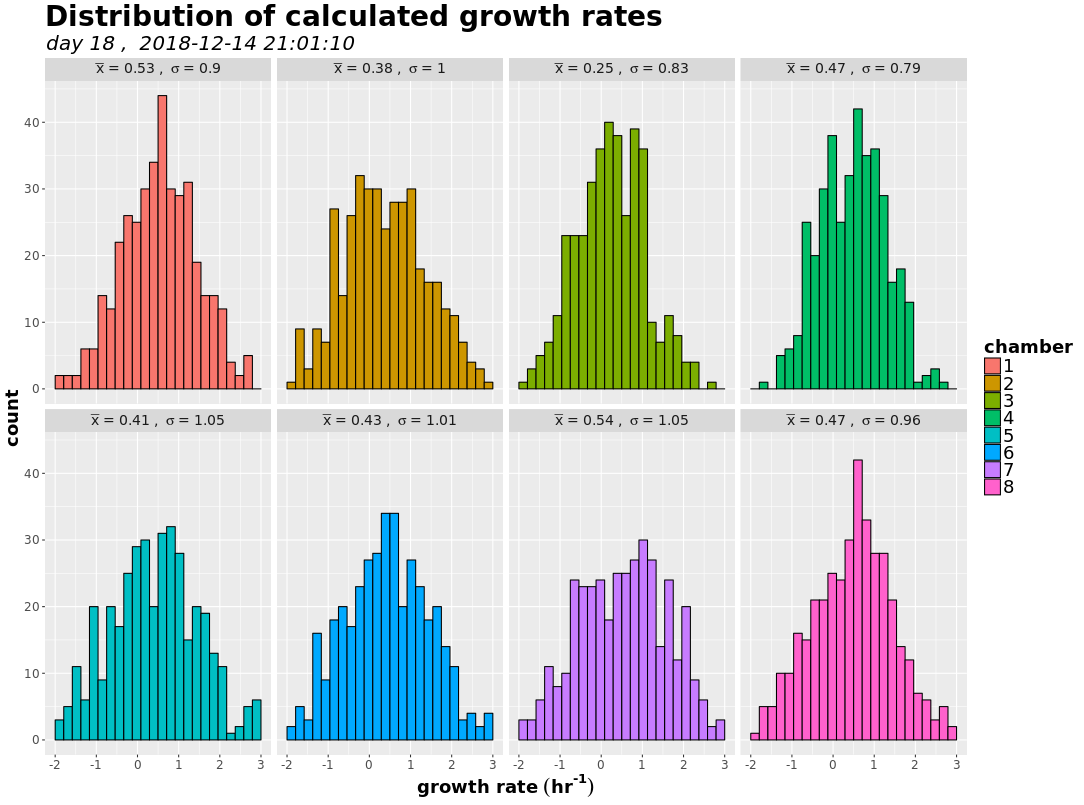 Distribution of calculated growth rates
day 18 , 2018-12-14 21:01:10
x̅ = 0.53 , σ = 0.9
x̅ = 0.38 , σ = 1
x̅ = 0.25 , σ = 0.83
x̅ = 0.47 , σ = 0.79
40
30
20
10
0
x̅ = 0.41 , σ = 1.05
x̅ = 0.43 , σ = 1.01
x̅ = 0.54 , σ = 1.05
x̅ = 0.47 , σ = 0.96
40
30
20
10
0
count
-2 -1 0 1 2 3
-2 -1 0 1 2 3
-2 -1 0 1 2 3
-2 -1 0 1 2 3
growth rate (hr⁻¹)
chamber
1
2
3
4
5
6
7
8